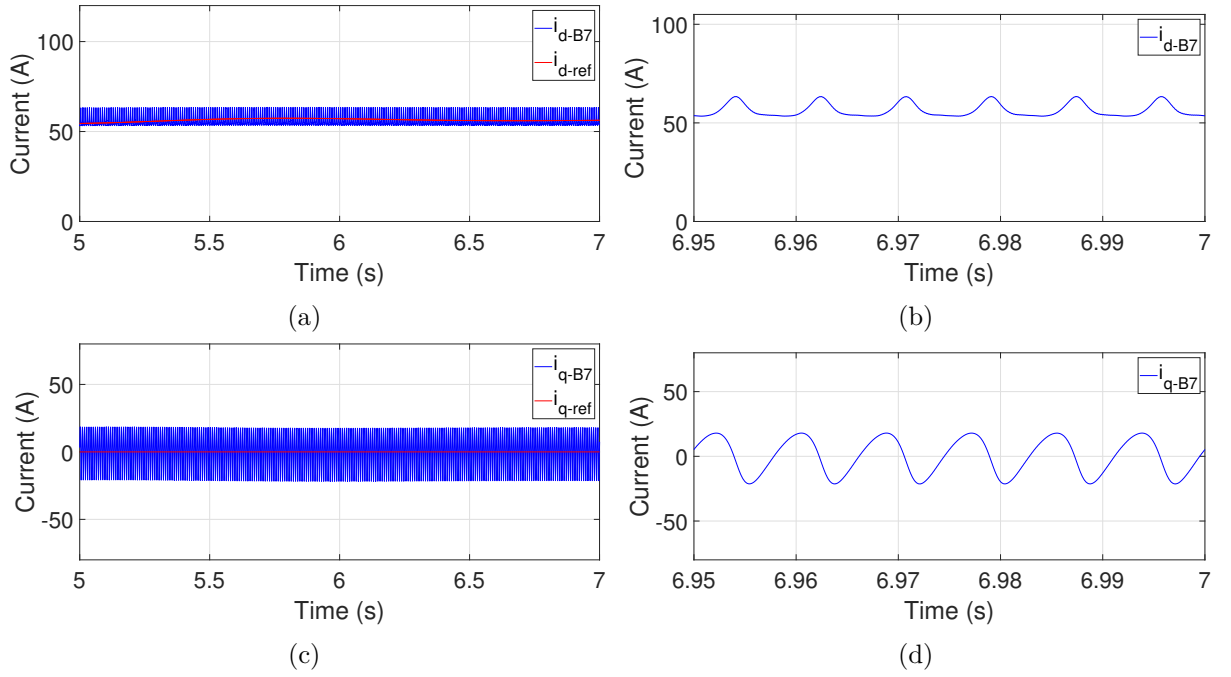 100
50
0
Current (A)
i_d-B7
i_d-ref
5
5.5
6
6.5
7
Time (s)
(a)
100
50
0
Current (A)
i_d-B7
6.95
6.96
6.97
6.98
6.99
7
Time (s)
(b)
50
0
-50
Current (A)
i_q-B7
i_q-ref
5
5.5
6
6.5
7
Time (s)
(c)
50
0
-50
Current (A)
i_q-B7
6.95
6.96
6.97
6.98
6.99
7
Time (s)
(d)